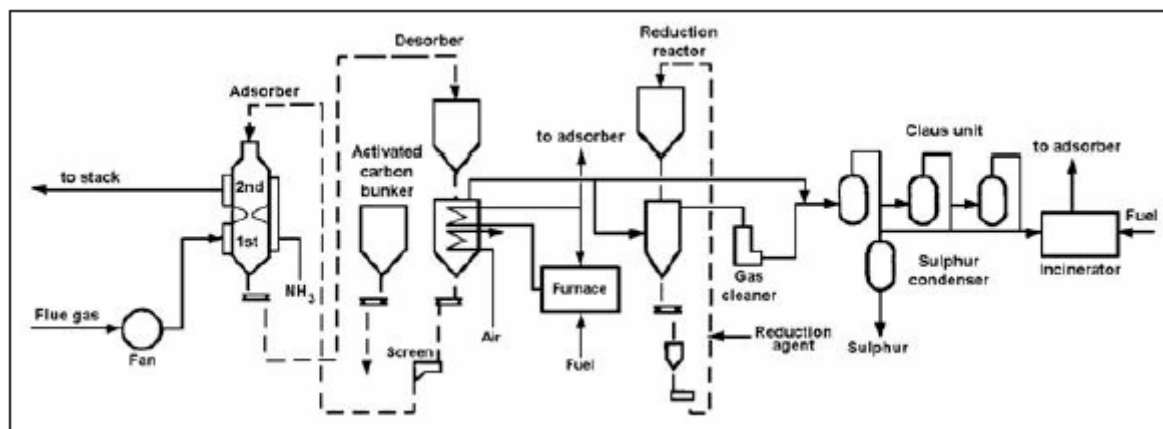 Desorber
Reduction
reactor
Adsorber
to adsorber
Claus unit
to adsorber
Activated
carbon
bunker
to stack
2nd
1st
NH3
Flue gas
Fan
Air
Screen
Furnace
Fuel
Gas
cleaner
Reduction
agent
Sulphur
condenser
Sulphur
Incinerator
Fuel